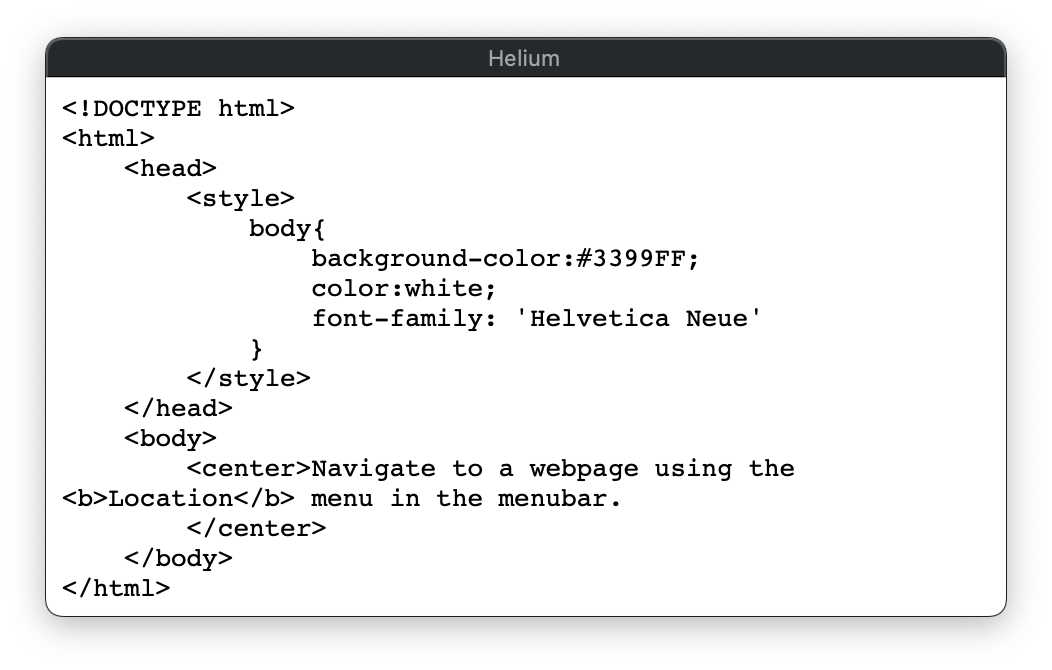 Helium
<!DOCTYPE html>
<html>
    <head>
        <style>
            body{
                background-color:#3399FF;
                color:white;
                font-family: 'Helvetica Neue'
            }
        </style>
    </head>
    <body>
        <center>Navigate to a webpage using the
<b>Location</b> menu in the menubar.
        </center>
    </body>
</html>